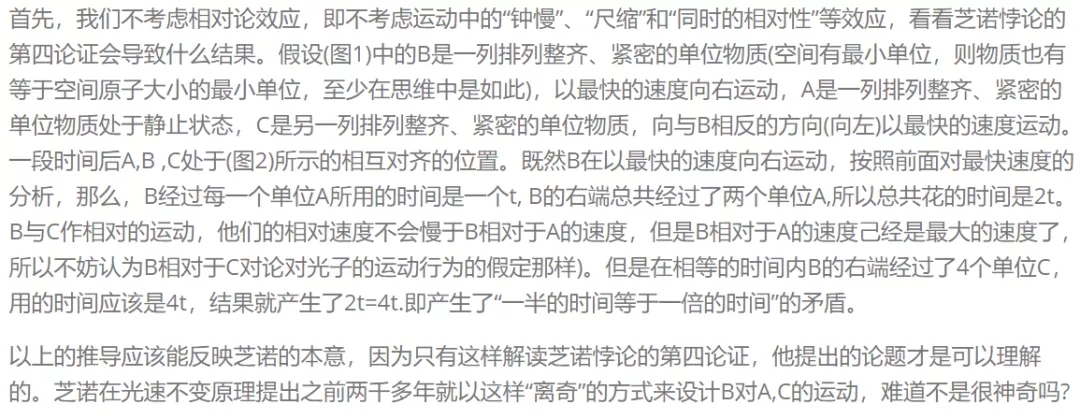 首先，我们不考虑相对论效应，即不考虑运动中的“钟慢”、“尺缩”和“同时的相对性”等效应，看看芝诺悖论的
第四论证会导致什么结果。假设(图1)中的B是一列排列整齐、紧密的单位物质(空间有最小单位，则物质也有
等于空间原子大小的最小单位，至少在思维中是如此)，以最快的速度向右运动，A是一列排列整齐、紧密的
单位物质处于静止状态，C是另一列排列整齐、紧密的单位物质，向与B相反的方向(向左)以最快的速度运动。
一段时间后A,B ,C处于(图2)所示的相互对齐的位置。既然B在以最快的速度向右运动，按照前面对最快速度的
分析，那么，B经过每一个单位A所用的时间是一个t, B的右端总共经过了两个单位A,所以总共花的时间是2t。
B与C作相对的运动，他们的相对速度不会慢于B相对于A的速度，但是B相对于A的速度己经是最大的速度了，
所以不妨认为B相对于C对论对光子的运动行为的假定那样)。但是在相等的时间内B的右端经过了4个单位C，
用的时间应该是4t，结果就产生了2t=4t.即产生了“一半的时间等于一倍的时间”的矛盾。
以上的推导应该能反映芝诺的本意，因为只有这样解读芝诺悖论的第四论证，他提出的论题才是可以理解
的。芝诺在光速不变原理提出之前两千多年就以这样“离奇”的方式来设计B对A,C的运动，难道不是很神奇吗?